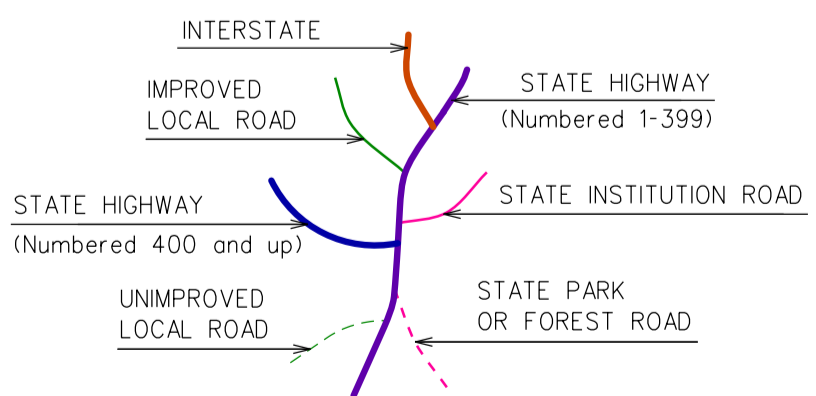 INTERSTATE
IMPROVED
LOCAL ROAD
STATE HIGHWAY
(Numbered 1-399)
STATE INSTITUTION ROAD
STATE HIGHWAY
(Numbered 400 and up)
UNIMPROVED
LOCAL ROAD
STATE PARK
OR FOREST ROAD